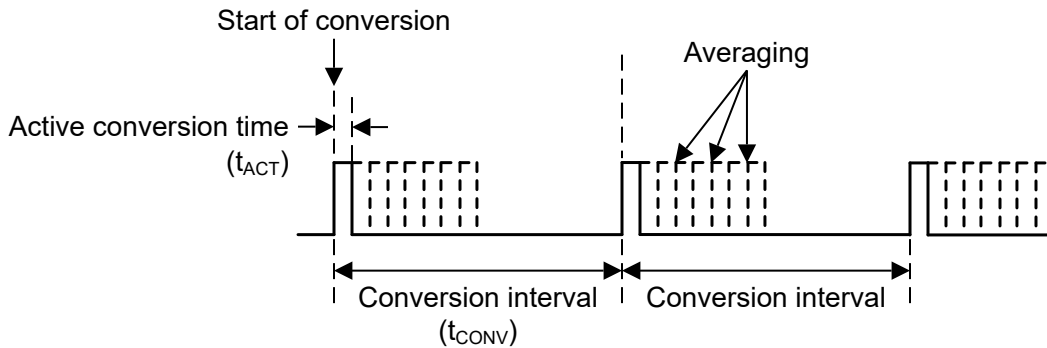 Start of conversion
Averaging
Active conversion time
(tACT)
Conversion interval
(tCONV)
Conversion interval